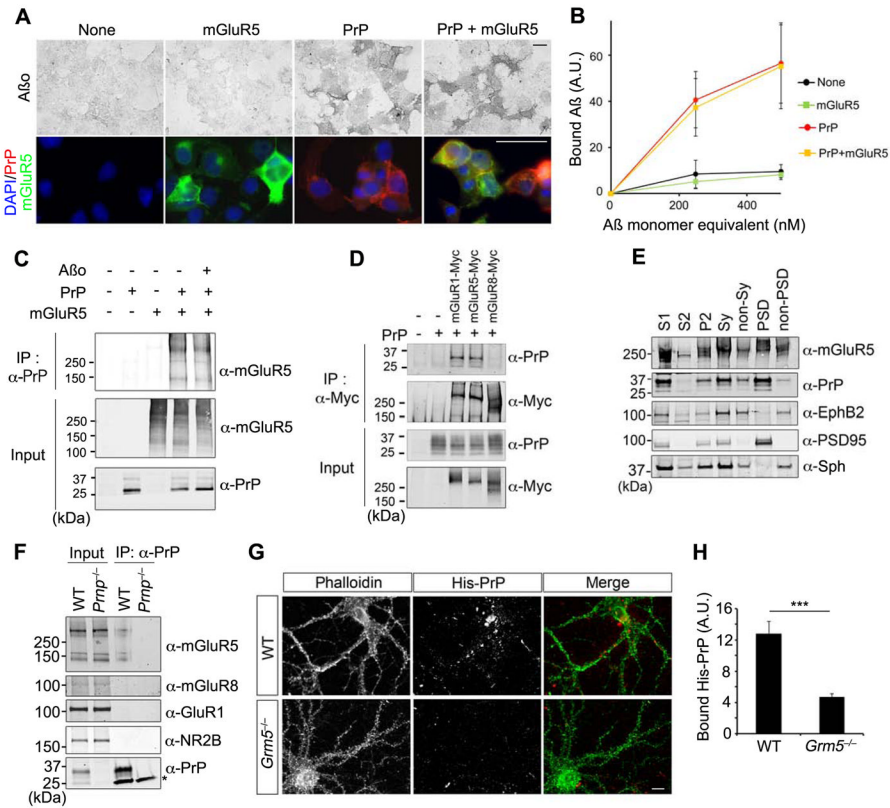 A
None
mGluR5
PrP
PrP + mGluR5
Aßo
DAPI/PrP
mGluR5
B
Bound Aß (A.U.)
60
40
20
0
0
200
400
Aß monomer equivalent (nM)
None
mGluR5
PrP
PrP+mGluR5
C
Aßo - - - - +
PrP - + - + +
mGluR5 - - + + +
IP :
α-PrP
250
150
α-mGluR5
Input
250
150
100
α-mGluR5
37
25
α-PrP
(kDa)
D
mGluR1-Myc
mGluR5-Myc
mGluR8-Myc
- -
PrP - + + + +
IP :
α-Myc
37
25
α-PrP
250
150
α-Myc
Input
37
25
α-PrP
250
150
α-Myc
(kDa)
E
S1
S2
P2
Sy
non-Sy
PSD
non-PSD
250
α-mGluR5
37
25
α-PrP
100
α-EphB2
100
α-PSD95
37
α-Sph
(kDa)
F
Input
IP: α-PrP
WT
Prnp–/–
WT
Prnp–/–
250
150
α-mGluR5
100
α-mGluR8
100
α-GluR1
150
α-NR2B
37
25
α-PrP
*
(kDa)
G
Phalloidin
His-PrP
Merge
WT
Grm5–/–
H
Bound His-PrP (A.U.)
16
12
8
4
0
***
WT
Grm5–/–